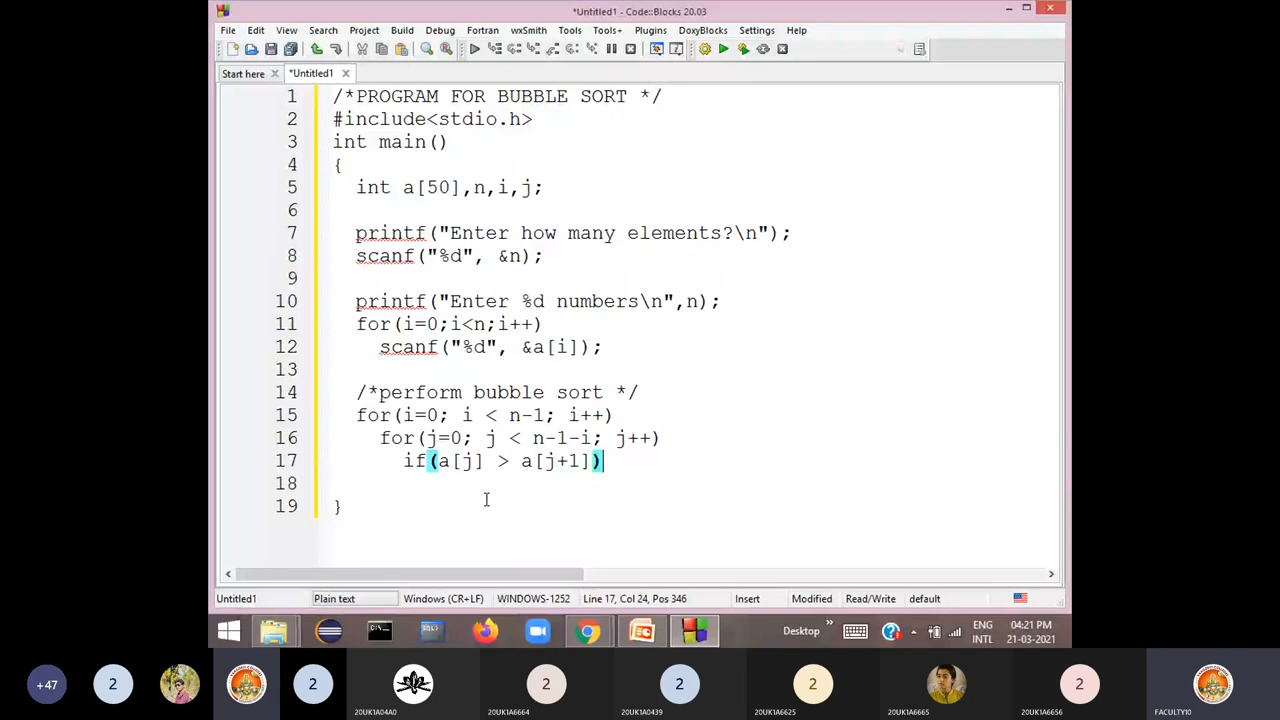 *Untitled1 - Code::Blocks 20.03
File Edit View Search Project Build Debug Fortran wxSmith Tools Tools+ Plugins DoxyBlocks Settings Help
Start here *Untitled1
1 /*PROGRAM FOR BUBBLE SORT */
2 #include<stdio.h>
3 int main()
4 {
5 int a[50],n,i,j;
6
7 printf("Enter how many elements?\n");
8 scanf("%d", &n);
9
10 printf("Enter %d numbers\n",n);
11 for(i=0;i<n;i++)
12 scanf("%d", &a[i]);
13
14 /*perform bubble sort */
15 for(i=0; i < n-1; i++)
16 for(j=0; j < n-1-i; j++)
17 if(a[j] > a[j+1])
18
19 }
Untitled1 Plain text Windows (CR+LF) WINDOWS-1252 Line 17, Col 24, Pos 346 Insert Modified Read/Write default
Desktop ENG 04:21 PM
INTL 21-03-2021
+47 2 2 2 2 2 2
20UK1A04A0 20UK1A6664 20UK1A0439 20UK1A6625 20UK1A6665 20UK1A6656 FACULTY10